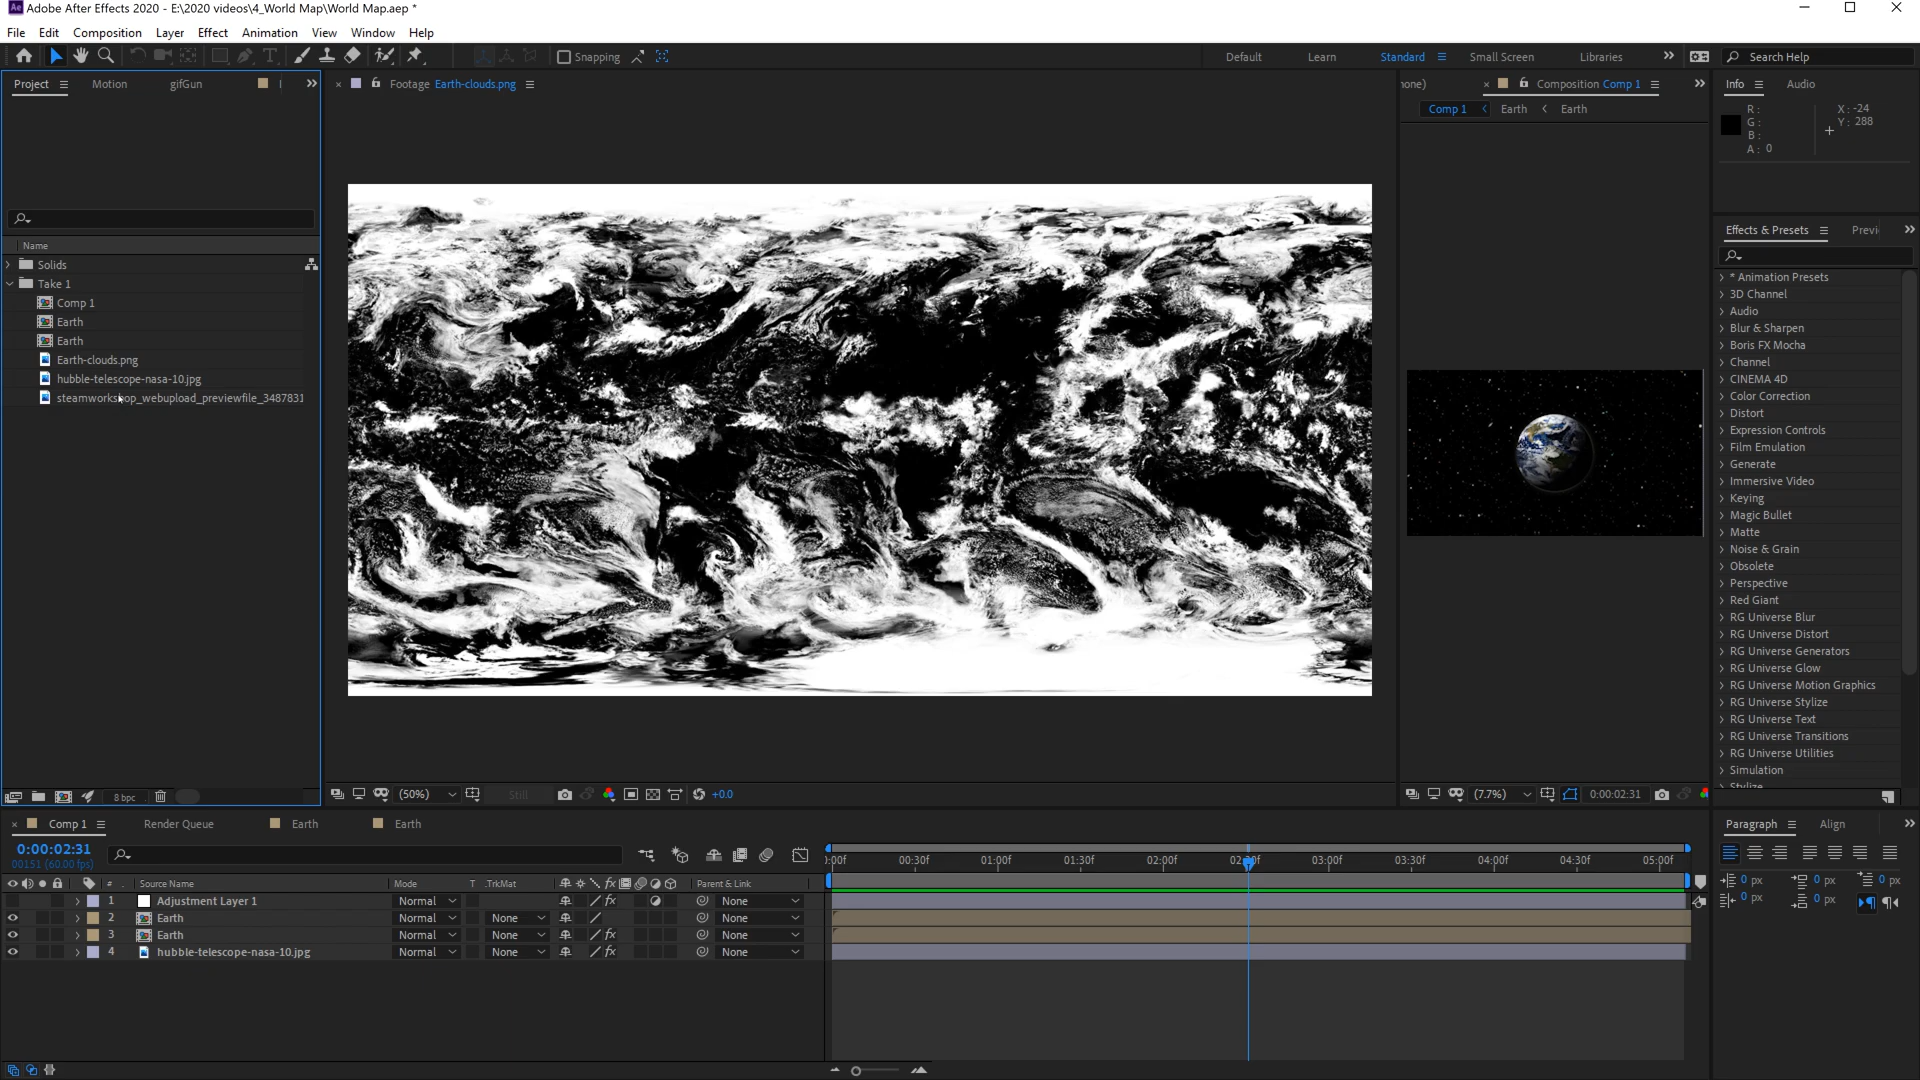 Adobe After Effects 2020 - E:\2020 videos\4_World Map\World Map.aep *
File Edit Composition Layer Effect Animation View Window Help
Snapping Default Learn Standard Small Screen Libraries Search Help
Project Motion gifGun
Footage Earth-clouds.png
none) Composition Comp 1
Comp 1 Earth Earth
Info Audio
R :
G :
B :
A : 0
X : -24
Y : 288
Name
Solids
Take 1
Comp 1
Earth
Earth
Earth-clouds.png
hubble-telescope-nasa-10.jpg
steamworkshop_webupload_previewfile_3487831
8 bpc
(50%) Still +0.0
(7.7%) 0:00:02:31
Effects & Presets Previ
* Animation Presets
3D Channel
Audio
Blur & Sharpen
Boris FX Mocha
Channel
CINEMA 4D
Color Correction
Distort
Expression Controls
Film Emulation
Generate
Immersive Video
Keying
Magic Bullet
Matte
Noise & Grain
Obsolete
Perspective
Red Giant
RG Universe Blur
RG Universe Distort
RG Universe Generators
RG Universe Glow
RG Universe Motion Graphics
RG Universe Stylize
RG Universe Text
RG Universe Transitions
RG Universe Utilities
Simulation
Stylize
Comp 1 Render Queue Earth Earth
0:00:02:31
00151 (60.00 fps)
# Source Name Mode T .TrkMat Parent & Link
1 Adjustment Layer 1 Normal None
2 Earth Normal None None
3 Earth Normal None None
4 hubble-telescope-nasa-10.jpg Normal None None
):00f 00:30f 01:00f 01:30f 02:00f 02:30f 03:00f 03:30f 04:00f 04:30f 05:00f
Paragraph Align
0 px 0 px 0 px
0 px 0 px